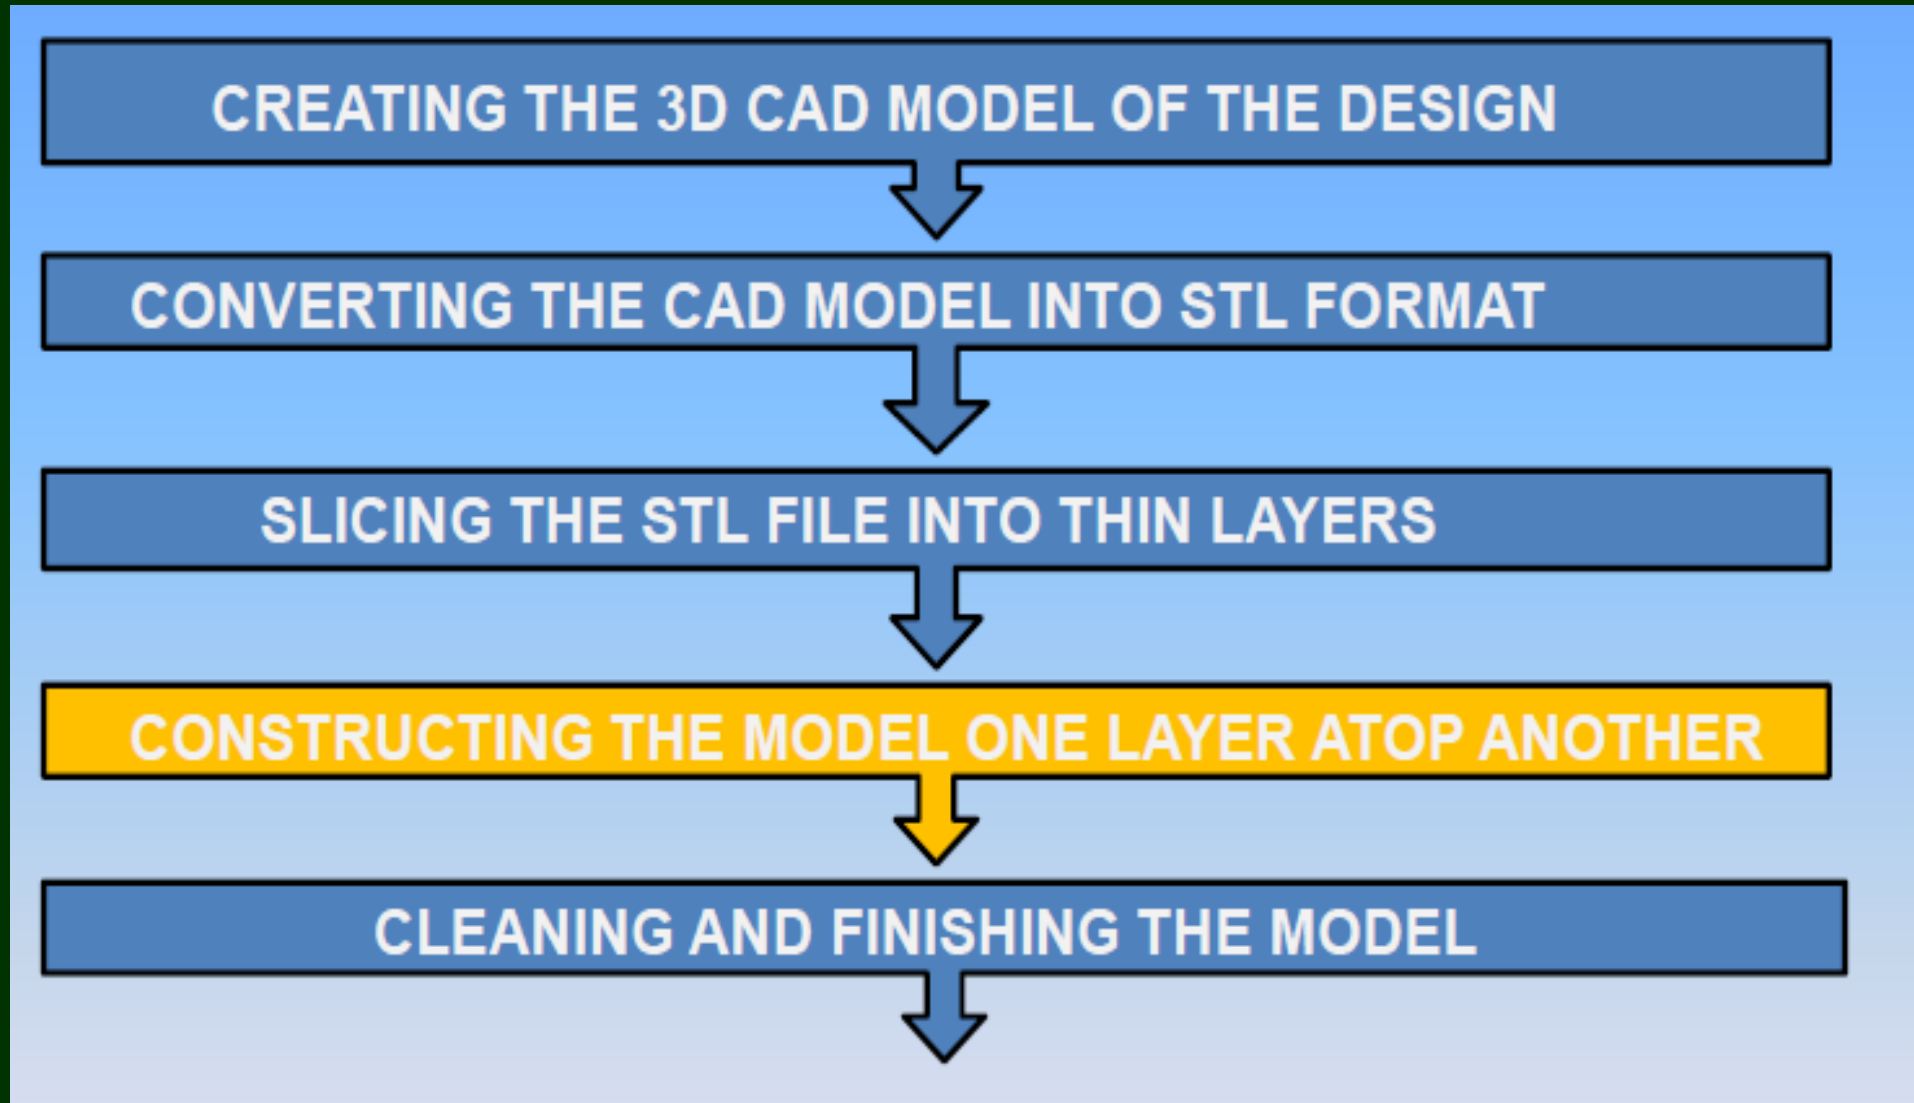 CREATING THE 3D CAD MODEL OF THE DESIGN
CONVERTING THE CAD MODEL INTO STL FORMAT
SLICING THE STL FILE INTO THIN LAYERS
CONSTRUCTING THE MODEL ONE LAYER ATOP ANOTHER
CLEANING AND FINISHING THE MODEL